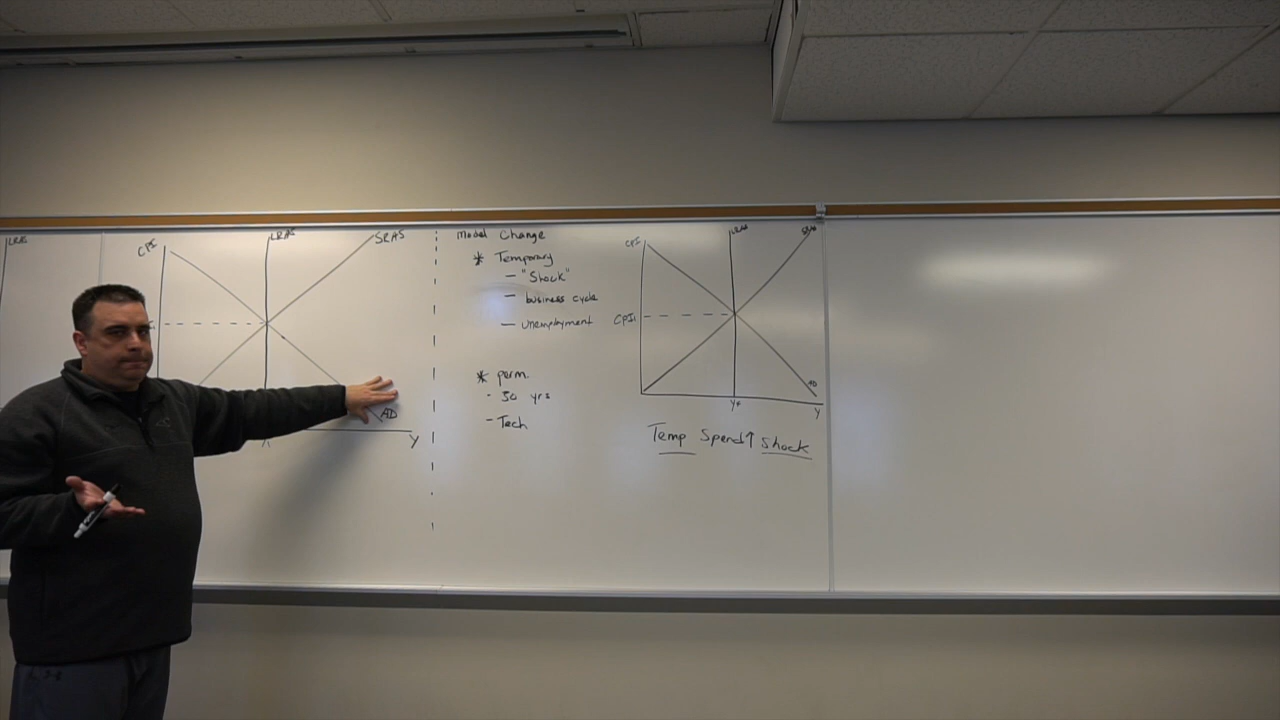 LRE
CPI
LRAS
SRAS
AD
Y
Model Change
* Temporary
- "Shock"
- business cycle
- unemployment
* perm.
- 30 yrs
- Tech
CPI
LRAS
SRAS
CPI1
AD
Y*
Y
Temp Spend↑ Shock